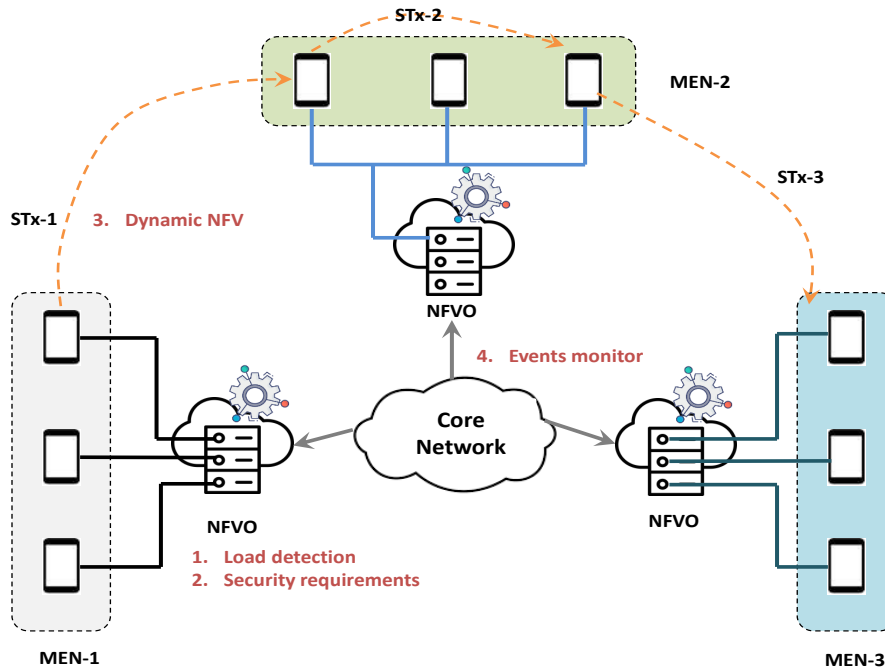 STx-2
MEN-2
STx-3
STx-1
3. Dynamic NFV
NFVO
4. Events monitor
Core
Network
NFVO
NFVO
1. Load detection
2. Security requirements
MEN-1
MEN-3